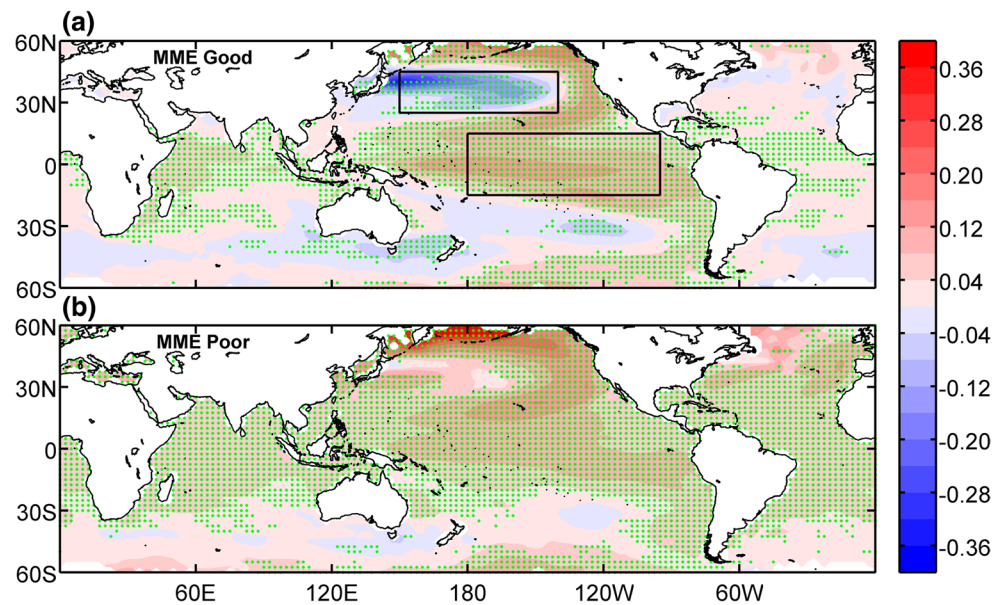 (a)
MME Good
60N
30N
0
30S
60S
(b)
MME Poor
60N
30N
0
30S
60S
60E
120E
180
120W
60W
0.36
0.28
0.20
0.12
0.04
-0.04
-0.12
-0.20
-0.28
-0.36